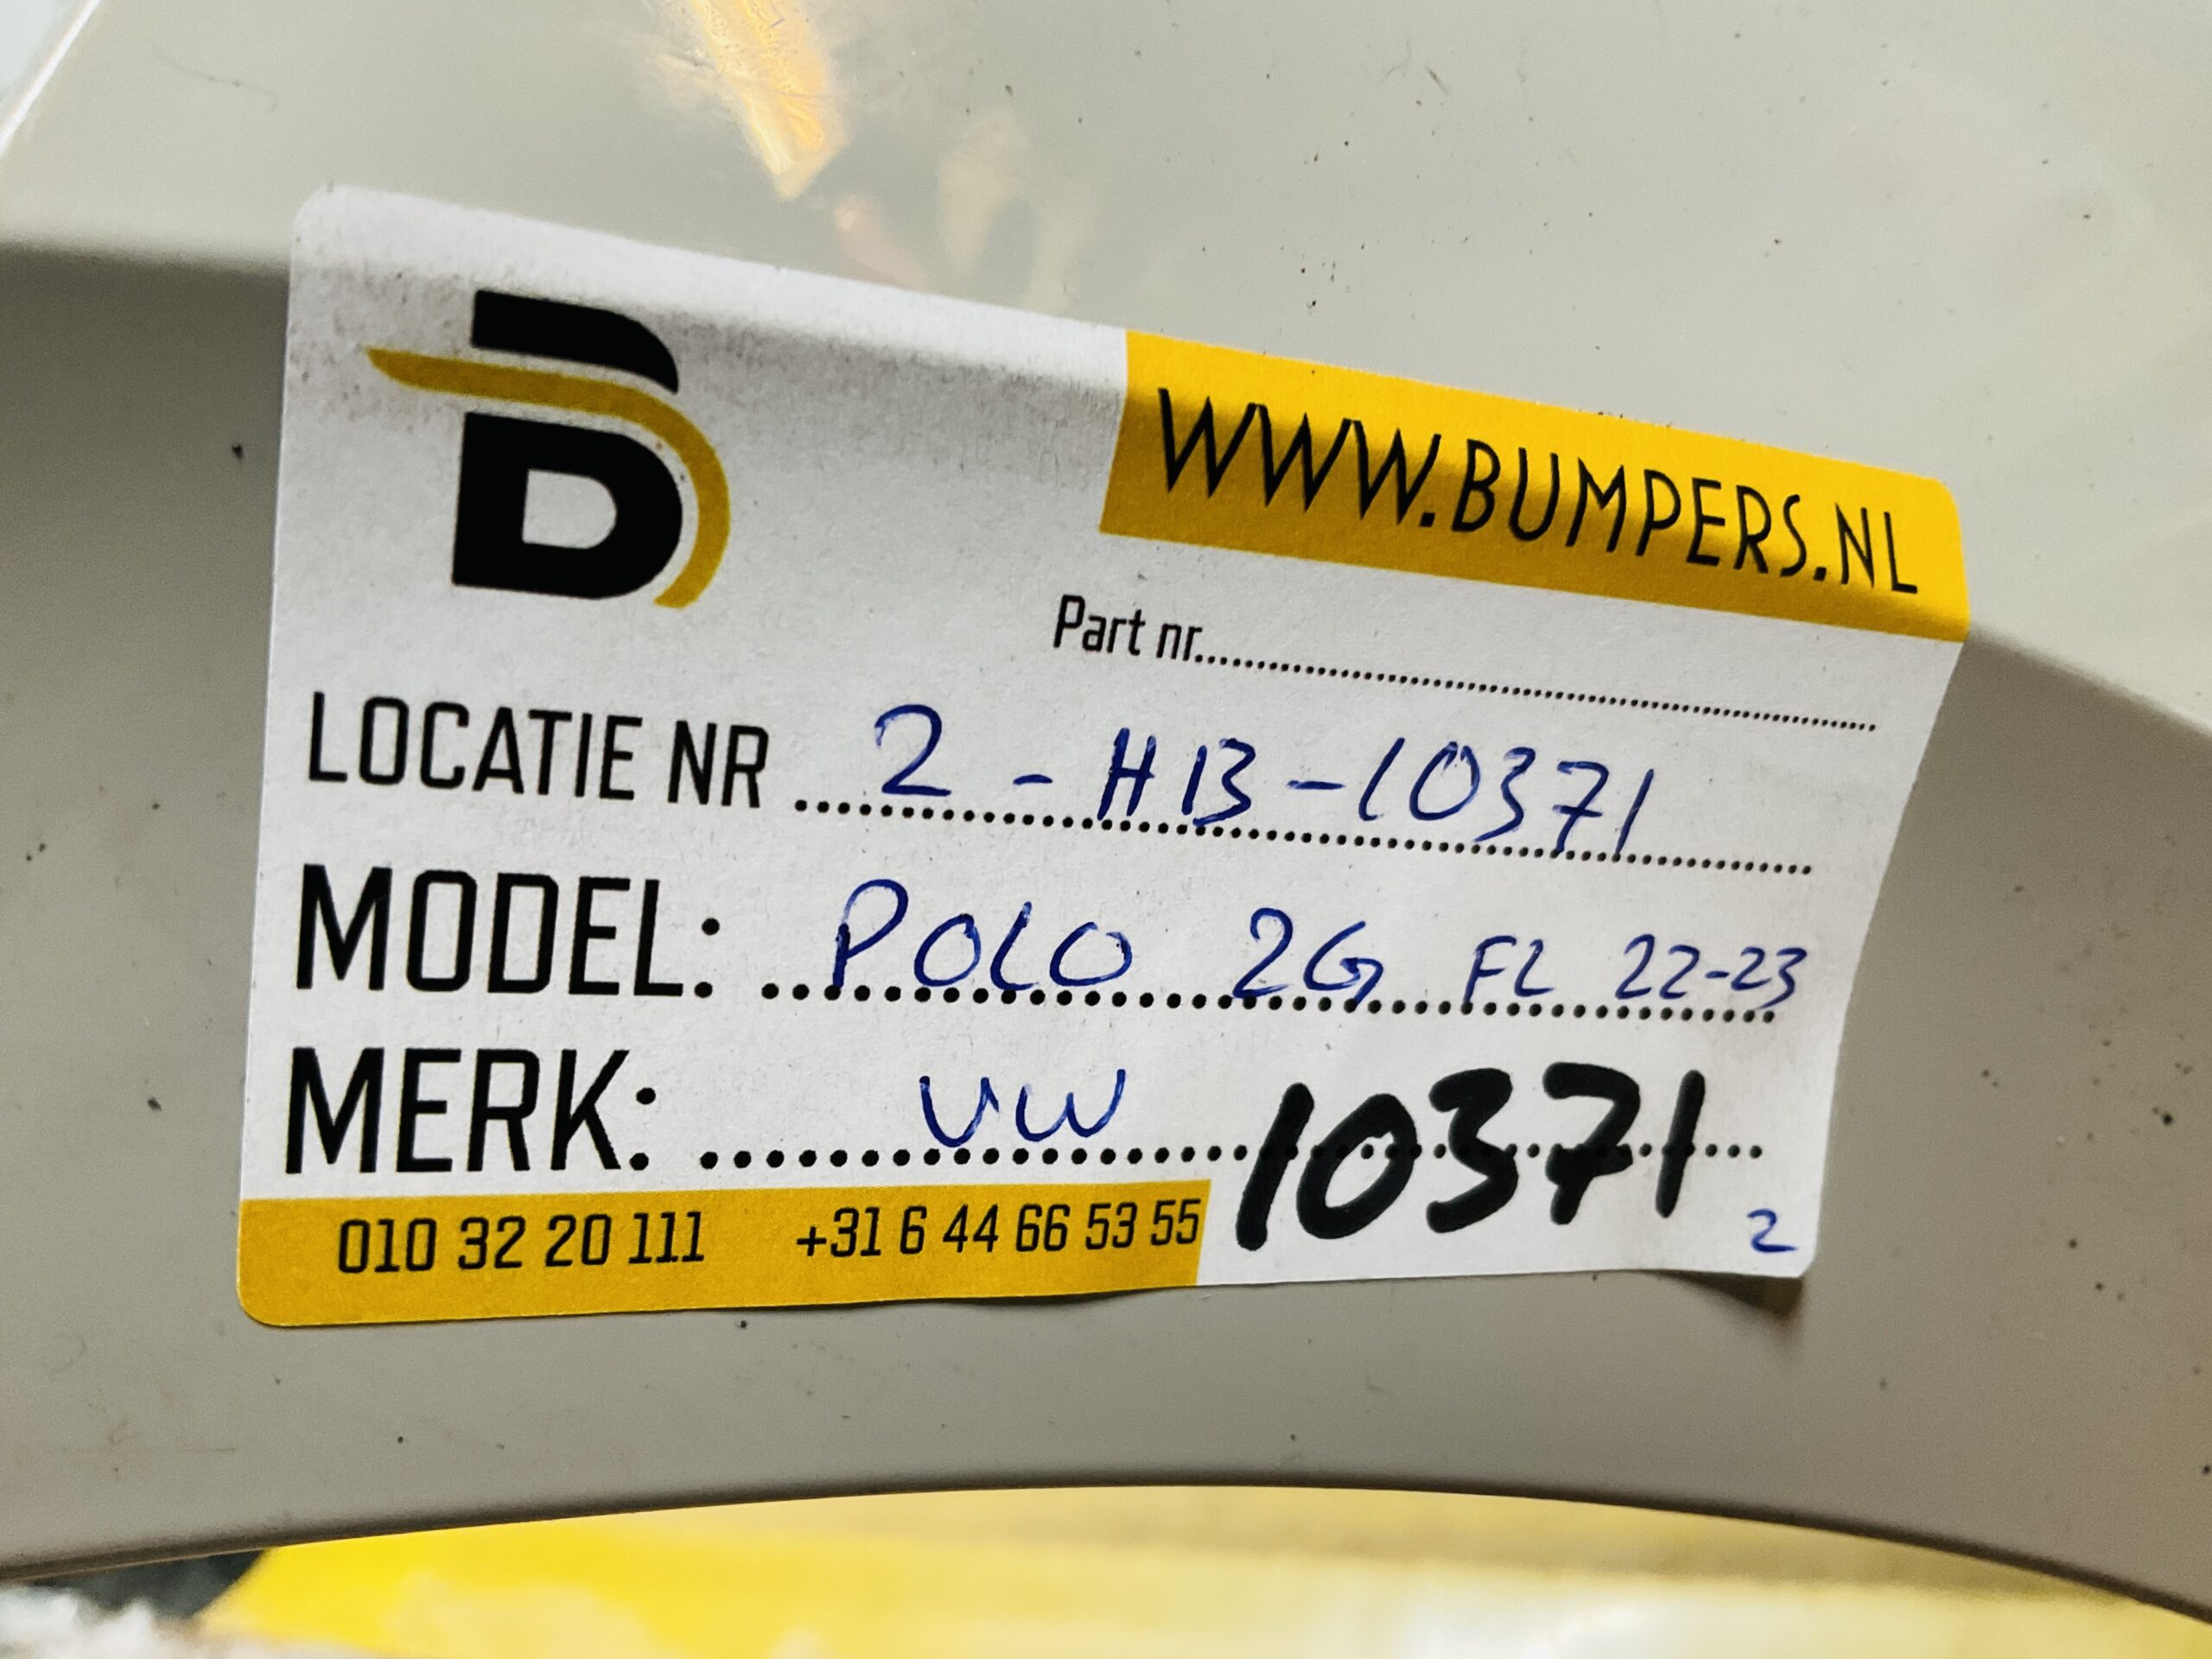 B
WWW.BUMPERS.NL
Part nr..........
LOCATIE NR 2 - H13 - 10371
MODEL: POLO 2G FL 22-23
MERK: VW 10371
010 32 20 111 +31 6 44 66 53 55
2